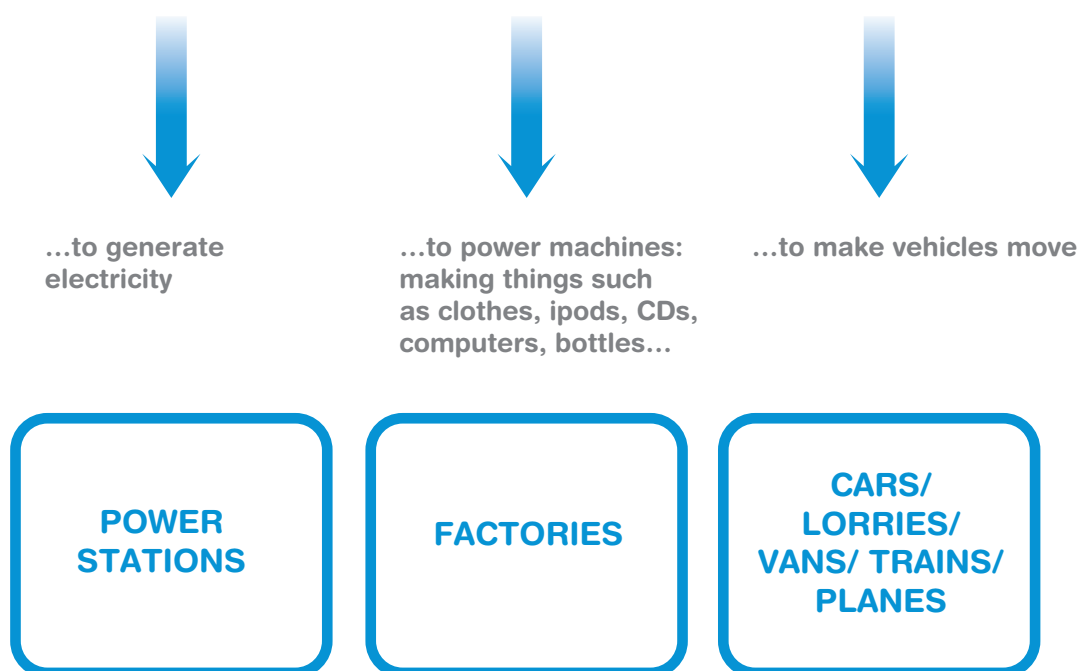 …to generate
electricity
…to power machines:
making things such
as clothes, ipods, CDs,
computers, bottles…
…to make vehicles move
POWER
STATIONS
FACTORIES
CARS/
LORRIES/
VANS/ TRAINS/
PLANES